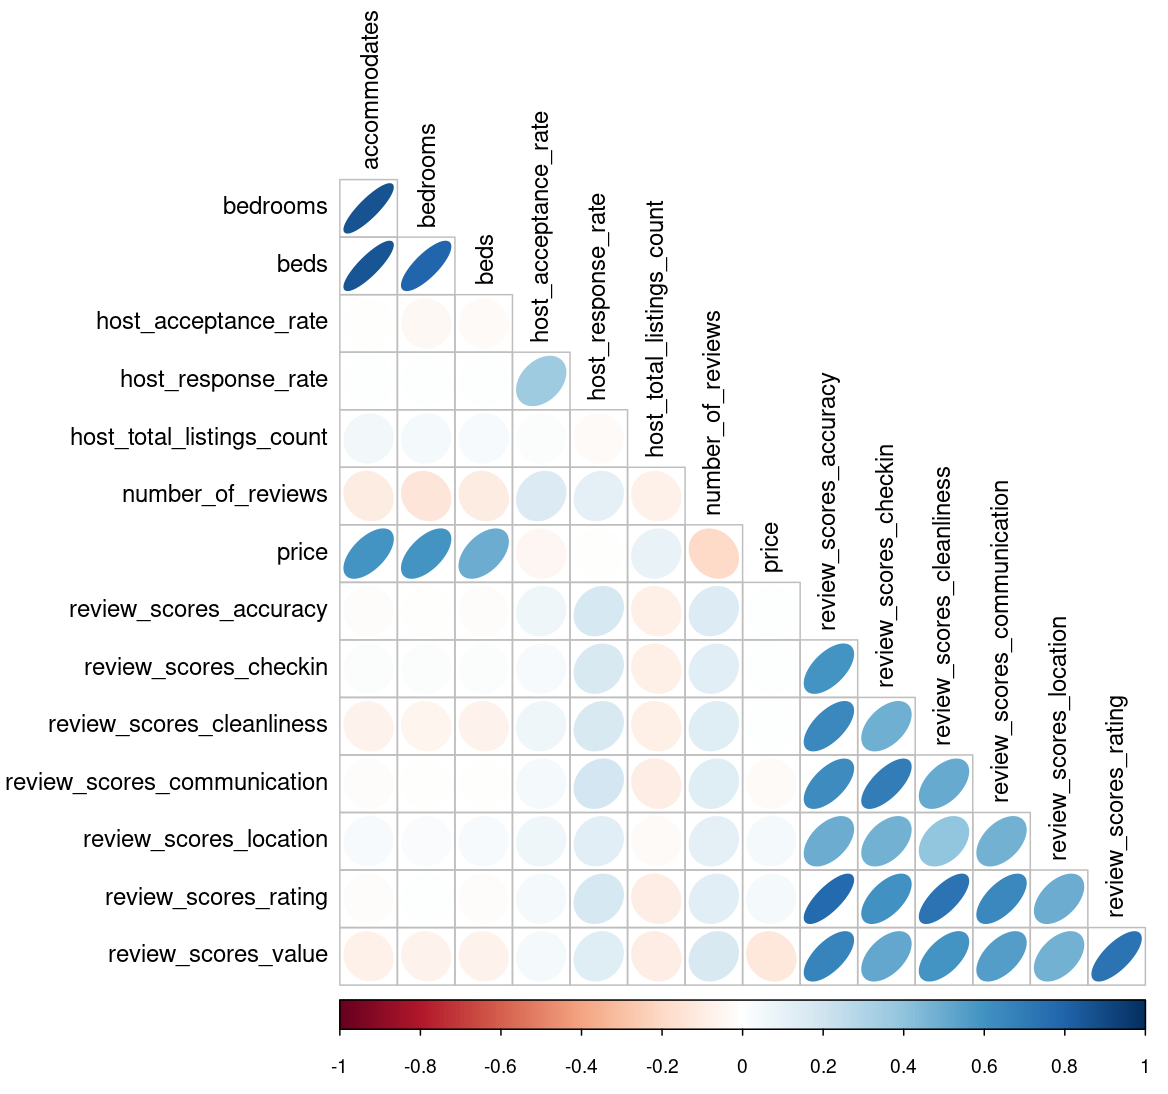 accommodates
bedrooms
bedrooms
beds
beds
host_acceptance_rate
host_acceptance_rate
host_response_rate
host_response_rate
host_total_listings_count
host_total_listings_count
number_of_reviews
number_of_reviews
price
price
review_scores_accuracy
review_scores_accuracy
review_scores_checkin
review_scores_checkin
review_scores_cleanliness
review_scores_cleanliness
review_scores_communication
review_scores_communication
review_scores_location
review_scores_location
review_scores_rating
review_scores_rating
review_scores_value
-1 -0.8 -0.6 -0.4 -0.2 0 0.2 0.4 0.6 0.8 1